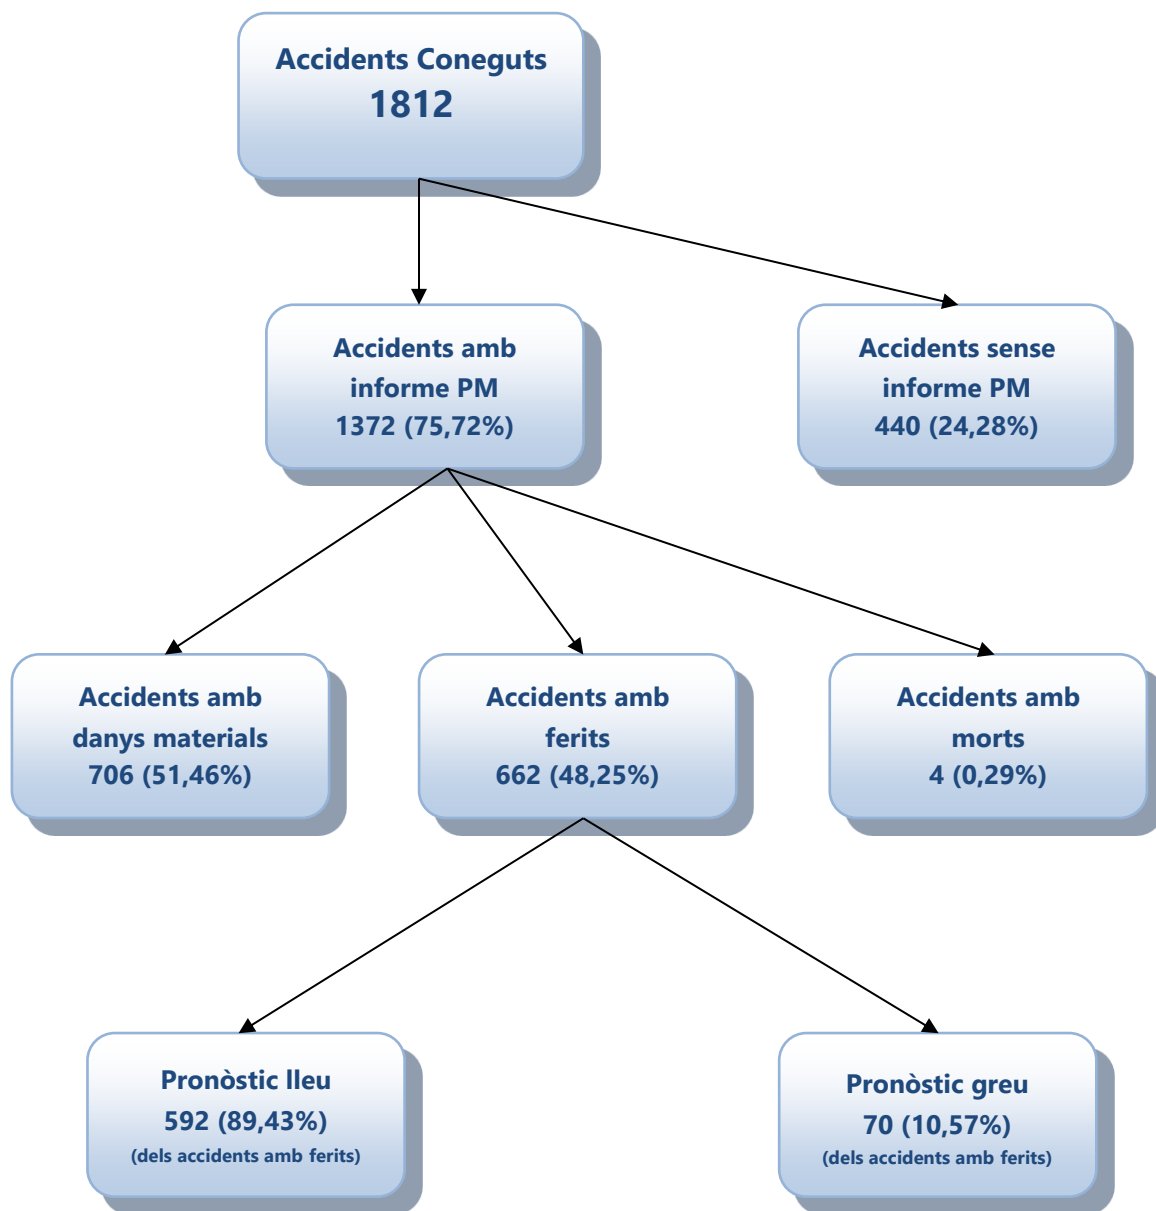 Accidents Coneguts
1812
Accidents amb
informe PM
1372 (75,72%)
Accidents sense
informe PM
440 (24,28%)
Accidents amb
danys materials
706 (51,46%)
Accidents amb
ferits
662 (48,25%)
Accidents amb
morts
4 (0,29%)
Pronòstic lleu
592 (89,43%)
(dels accidents amb ferits)
Pronòstic greu
70 (10,57%)
(dels accidents amb ferits)